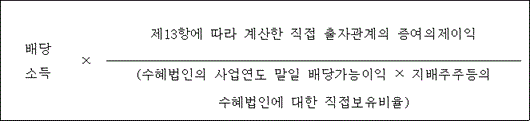 배당
소득
×
제13항에 따라 계산한 직접 출자관계의 증여의제이익
(수혜법인의 사업연도 말일 배당가능이익 × 지배주주등의
수혜법인에 대한 직접보유비율)